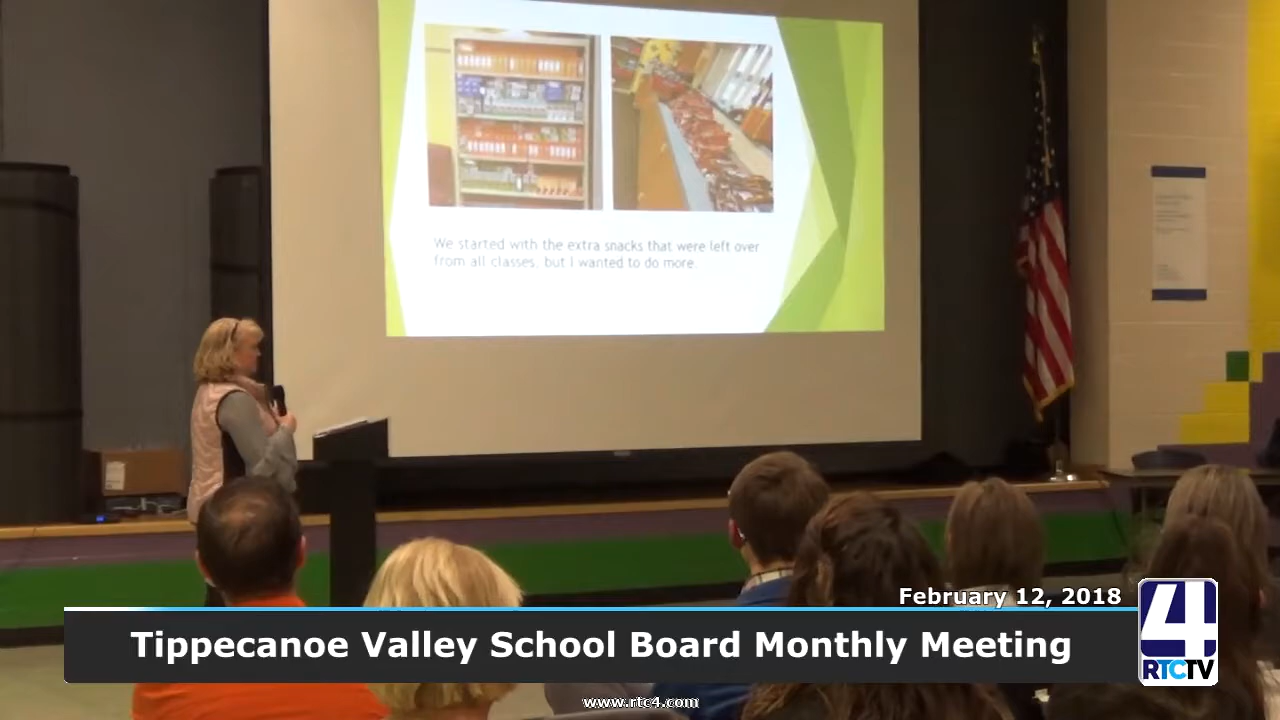 We started with the extra snacks that were left over
from all classes, but I wanted to do more.
February 12, 2018
Tippecanoe Valley School Board Monthly Meeting
4
RTCTV
www.rtc4.com